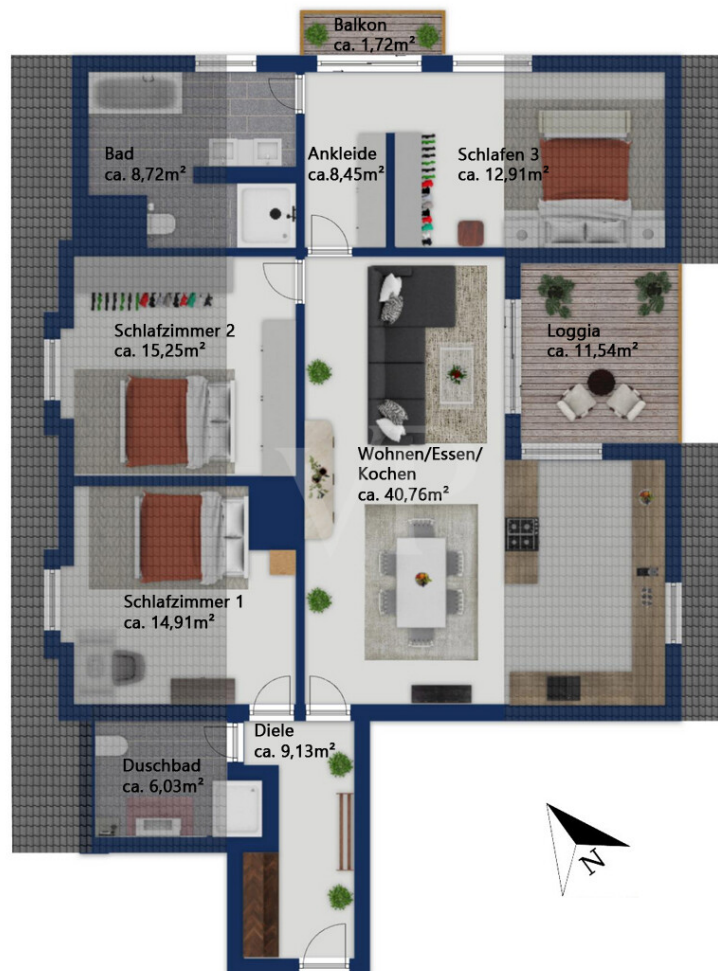 Balkon
ca. 1,72m²
Bad
ca. 8,72m²
Ankleide
ca.8,45m²
Schlafen 3
ca. 12,91m²
Schlafzimmer 2
ca. 15,25m²
Loggia
ca. 11,54m²
Wohnen/Essen/
Kochen
ca. 40,76m²
Schlafzimmer 1
ca. 14,91m²
Diele
ca. 9,13m²
Duschbad
ca. 6,03m²
N